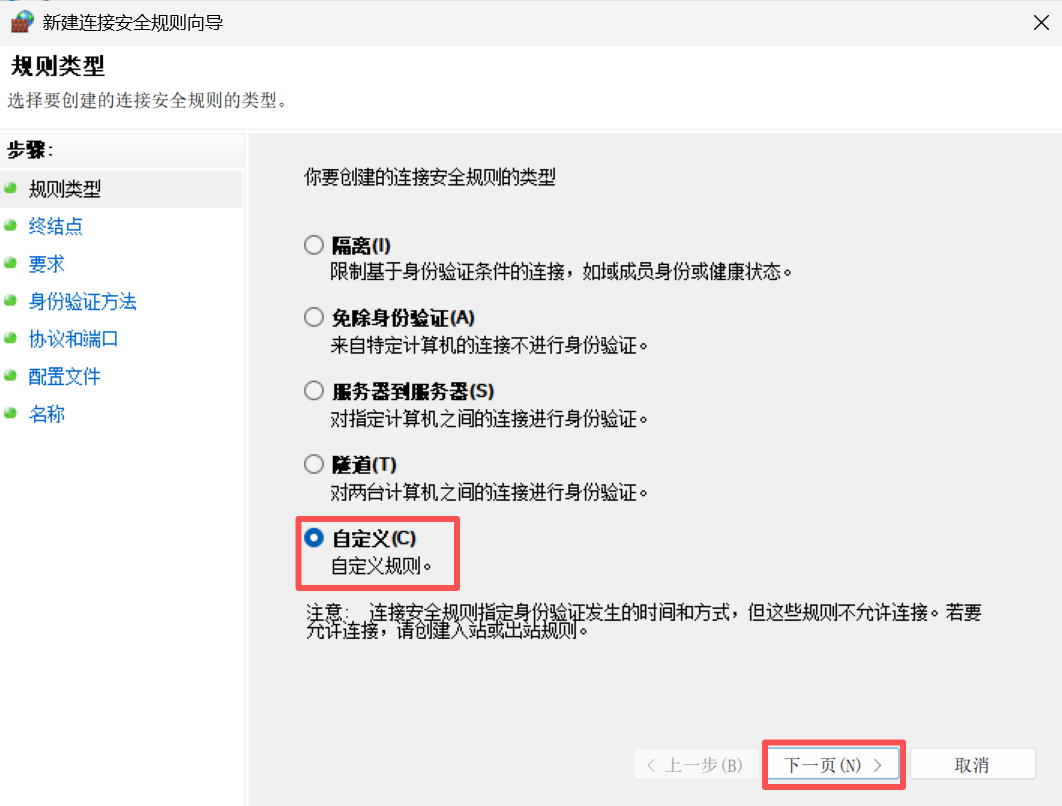 新建连接安全规则向导
规则类型
选择要创建的连接安全规则的类型。
步骤:
规则类型
终结点
要求
身份验证方法
协议和端口
配置文件
名称
你要创建的连接安全规则的类型
隔离(I)
限制基于身份验证条件的连接，如域成员身份或健康状态。
免除身份验证(A)
来自特定计算机的连接不进行身份验证。
服务器到服务器(S)
对指定计算机之间的连接进行身份验证。
隧道(T)
对两台计算机之间的连接进行身份验证。
自定义(C)
自定义规则。
注意: 连接安全规则指定身份验证发生的时间和方式，但这些规则不允许连接。若要
允许连接，请创建入站或出站规则。
< 上一步(B)
下一页(N) >
取消